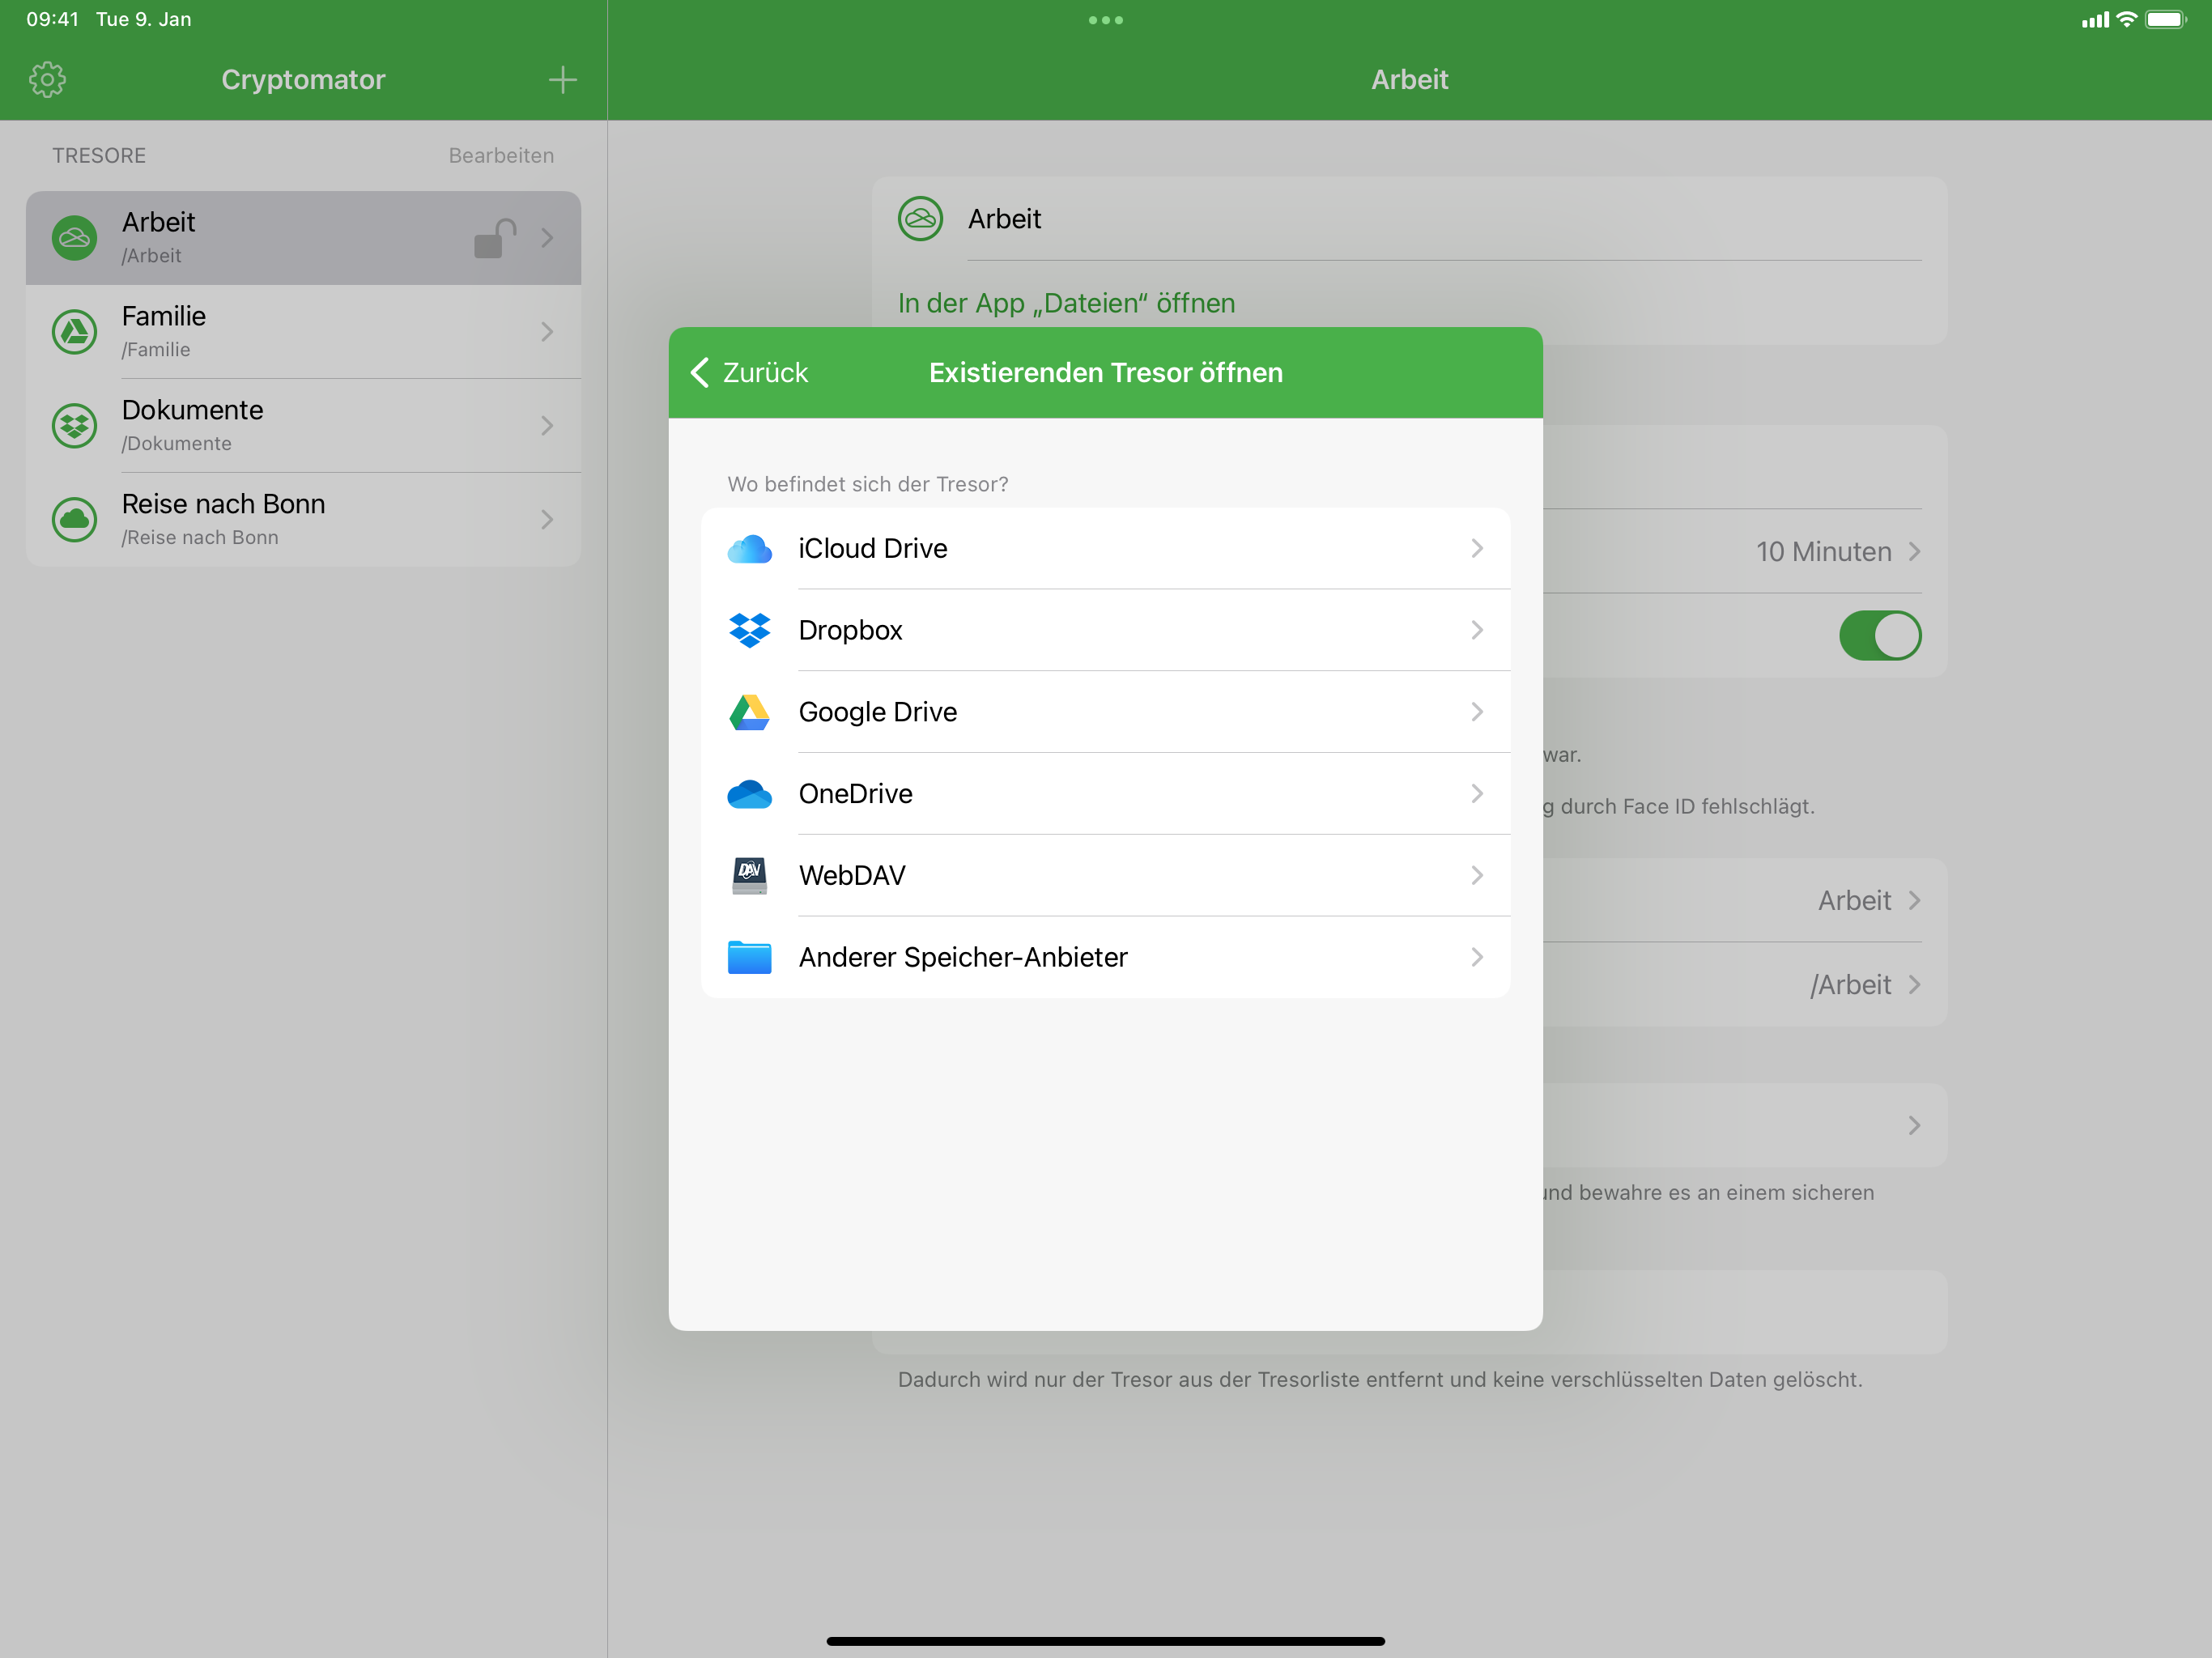 09:41 Tue 9. Jan
Cryptomator
Arbeit
TRESORE
Bearbeiten
Arbeit
/Arbeit
Familie
/Familie
Dokumente
/Dokumente
Reise nach Bonn
/Reise nach Bonn
Arbeit
In der App „Dateien“ öffnen
Zurück
Existierenden Tresor öffnen
Wo befindet sich der Tresor?
iCloud Drive
Dropbox
Google Drive
OneDrive
DAV
WebDAV
Anderer Speicher-Anbieter
10 Minuten
war.
g durch Face ID fehlschlägt.
Arbeit
/Arbeit
und bewahre es an einem sicheren
Dadurch wird nur der Tresor aus der Tresorliste entfernt und keine verschlüsselten Daten gelöscht.